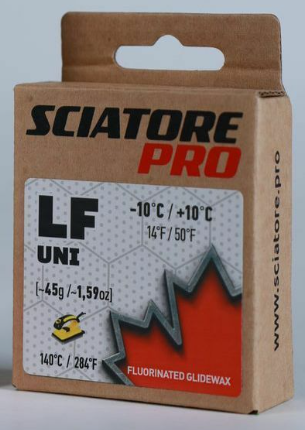 SCIATORE
PRO
LF
UNI
-10°C / +10°C
14°F / 50°F
[~45g /~1,59oz]
140°C / 284°F
FLUORINATED GLIDEWAX
www.sciatore.pro